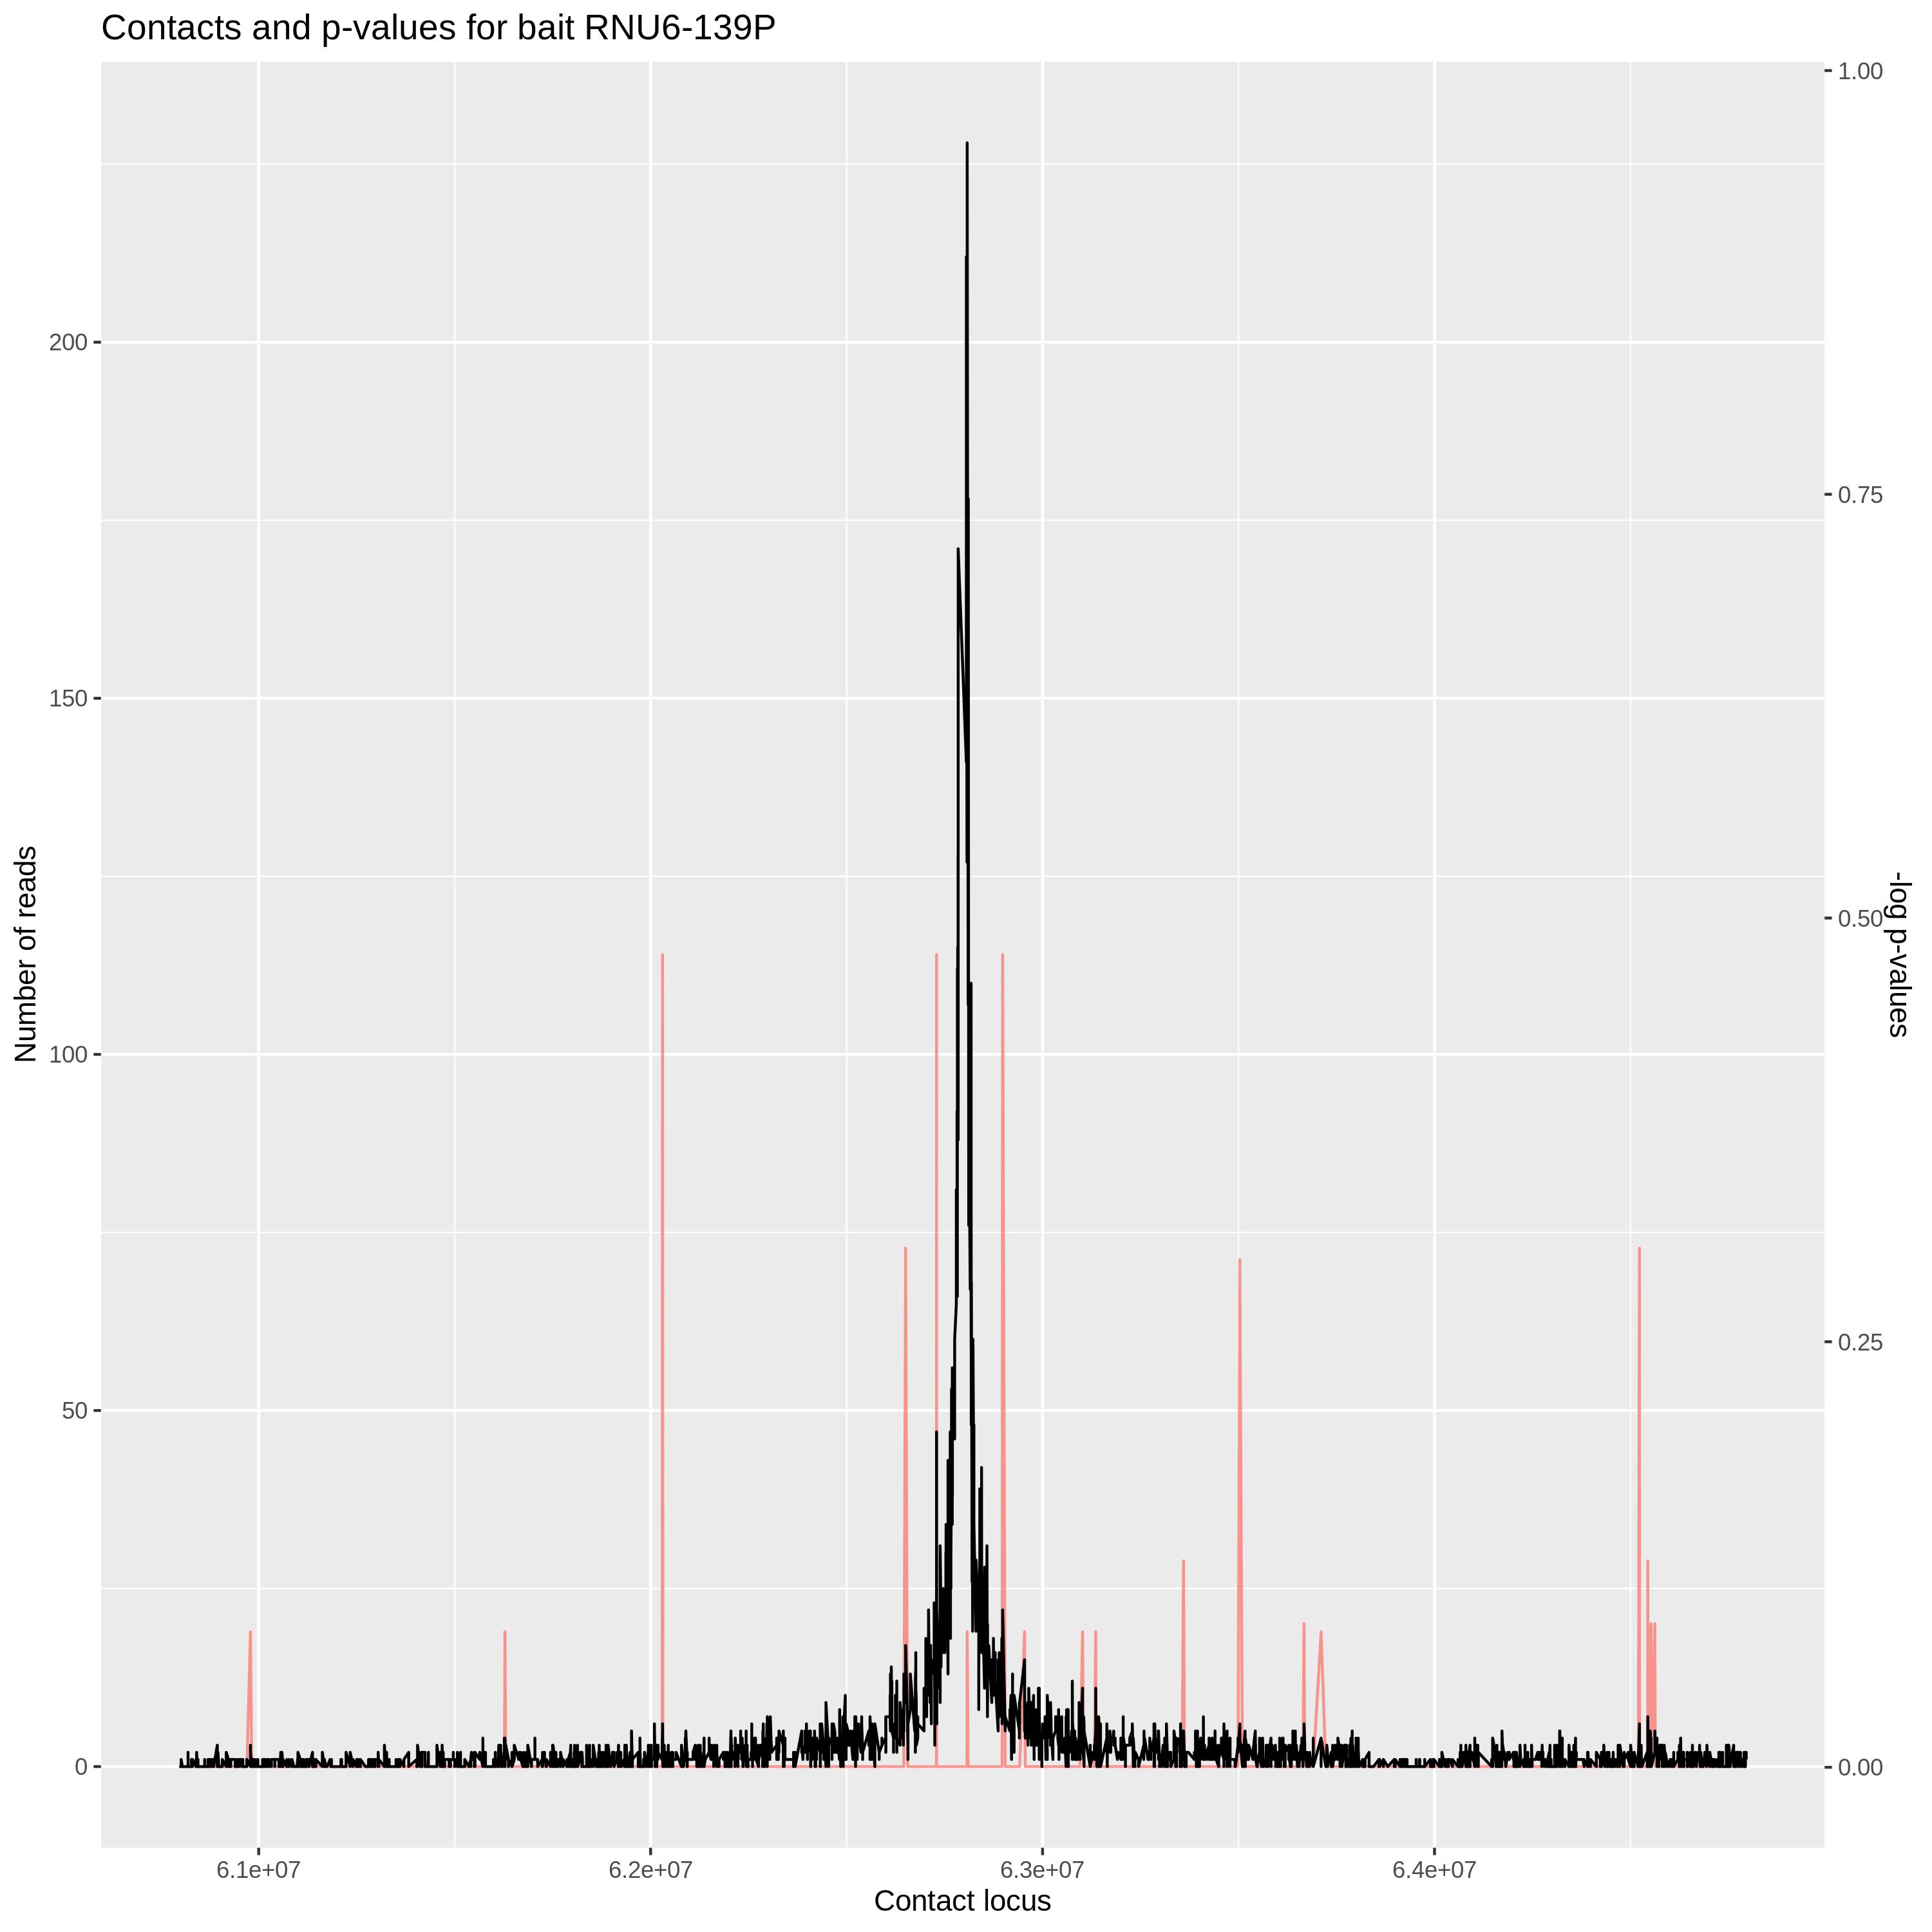 Contacts and p-values for bait RNU6-139P
Number of reads
200
150
100
50
0
1.00
0.75
0.50
0.25
0.00
-log p-values
6.1e+07
6.2e+07
6.3e+07
6.4e+07
Contact locus